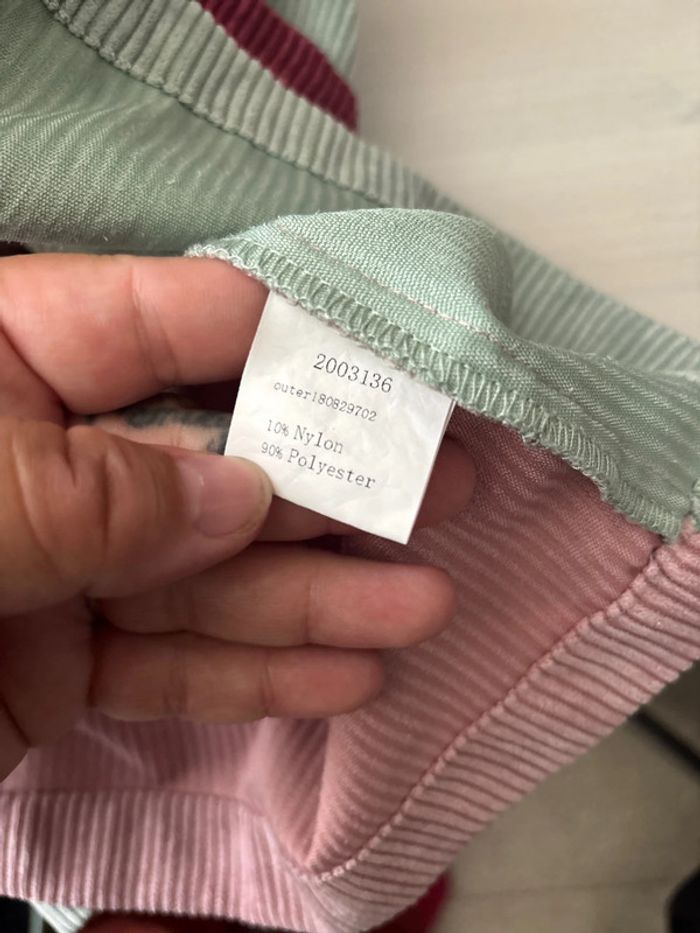 2003136
outer180829702
10% Nylon
90% Polyester